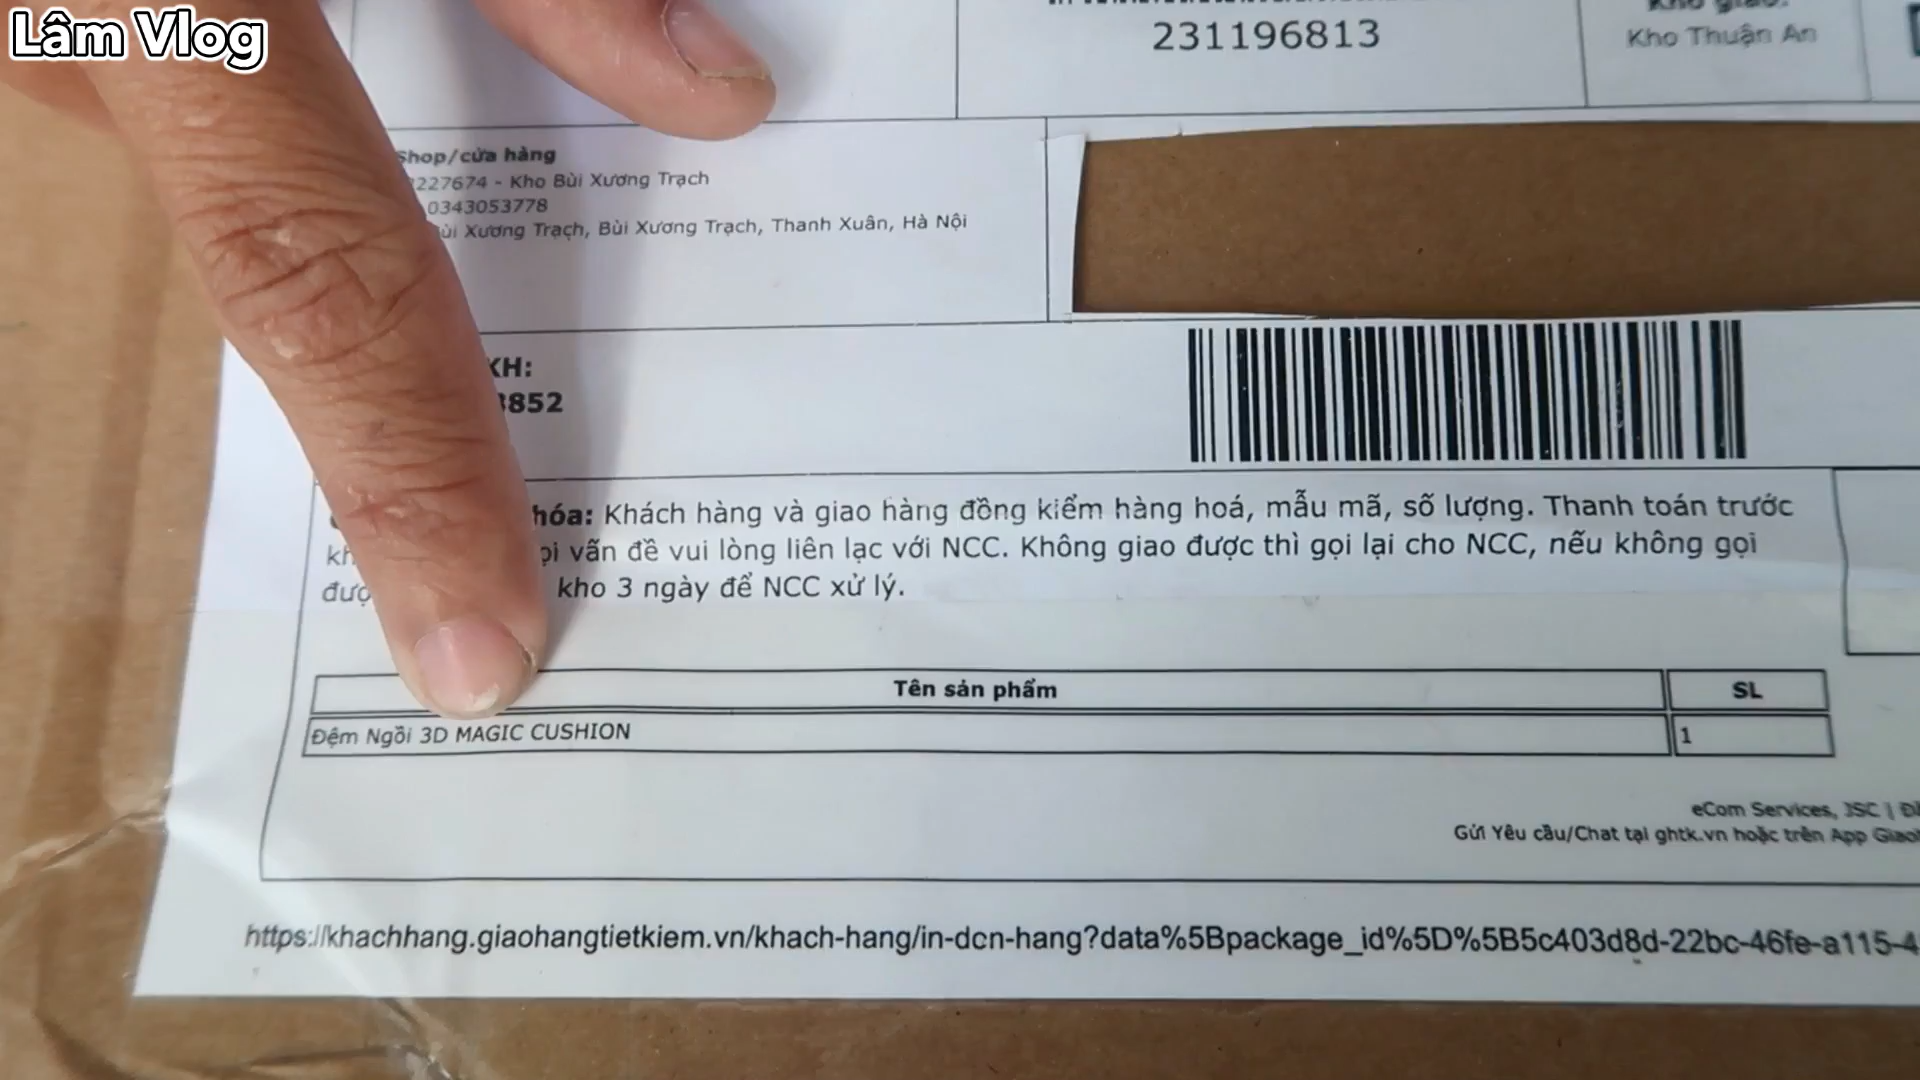 Lâm Vlog
231196813
Kho Thuận An
Shop/cửa hàng
227674 - Kho Bùi Xương Trạch
0343053778
Xương Trạch, Bùi Xương Trạch, Thanh Xuân, Hà Nội
KH:
852
hóa: Khách hàng và giao hàng đồng kiểm hàng hoá, mẫu mã, số lượng. Thanh toán trước
vấn đề vui lòng liên lạc với NCC. Không giao được thì gọi lại cho NCC, nếu không gọi
kho 3 ngày để NCC xử lý.
Tên sản phẩm
SL
Đệm Ngồi 3D MAGIC CUSHION
1
eCom Services, JSC |
Gửi Yêu cầu/Chat tại ghtk.vn hoặc trên App
https://khachhang.giaohangtietkiem.vn/khach-hang/in-dcn-hang?data%5Bpackage_id%5D%5B5c403d8d-22bc-46fe-a115-4